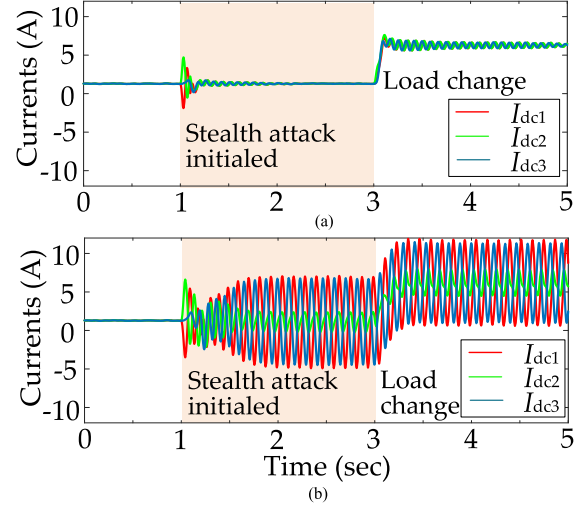 Currents (A)
10
5
0
-5
-10
Stealth attack
initialed
Load change
Idc1
Idc2
Idc3
0
1
2
3
4
5
(a)
Currents (A)
10
5
0
-5
-10
Stealth attack
initialed
Load
change
Idc1
Idc2
Idc3
0
1
2
3
4
5
Time (sec)
(b)